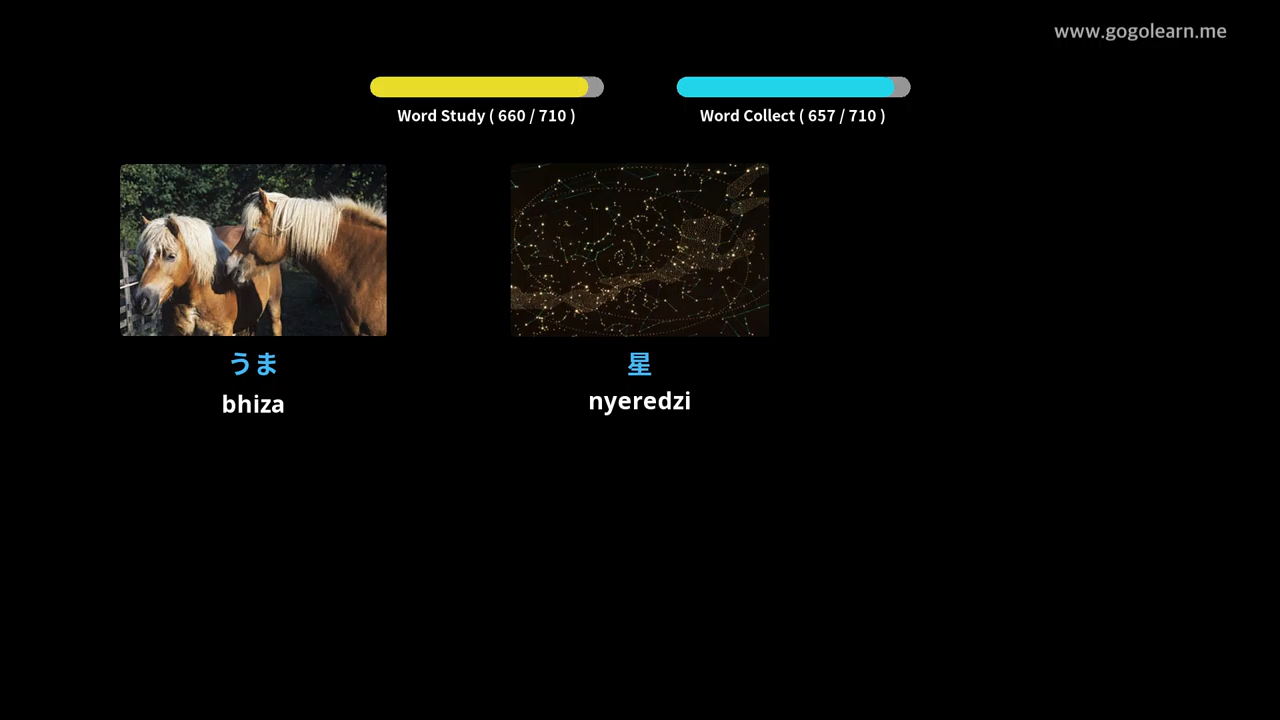 www.gogolearn.me
Word Study ( 660 / 710 )
Word Collect ( 657 / 710 )
うま
星
bhiza
nyeredzi